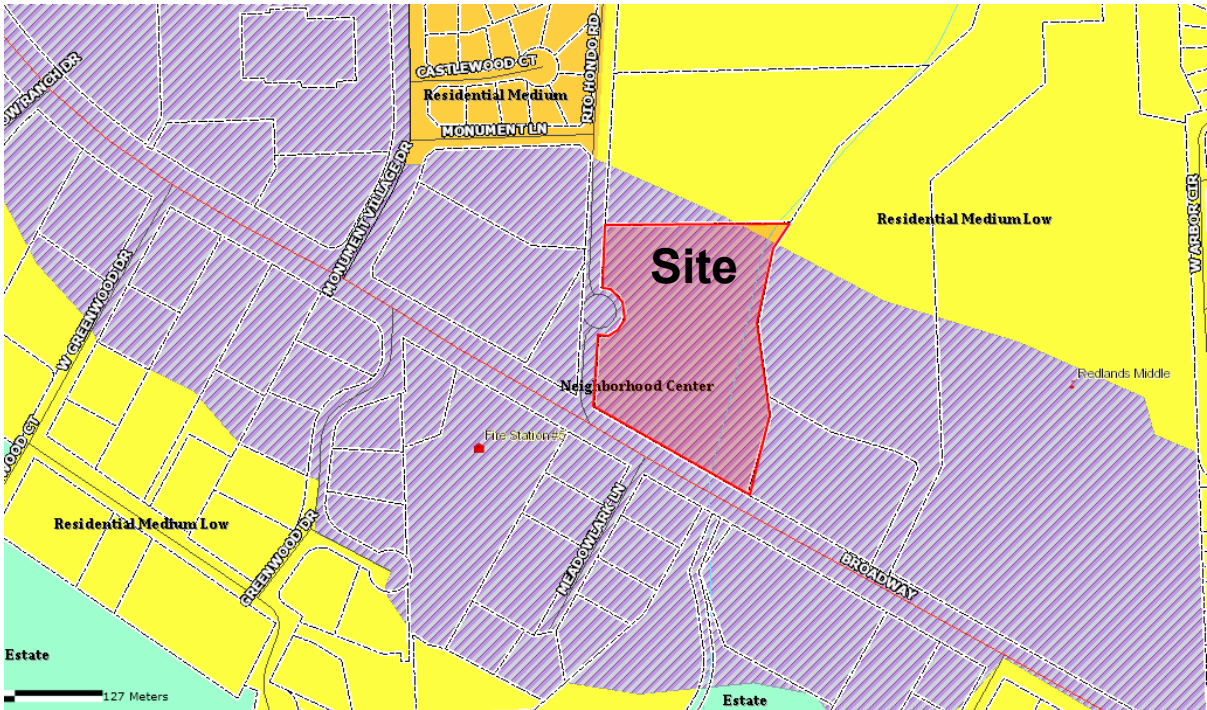 OW RANCH DR
CASTLEWOOD CT
Residential Medium
RIO HONDO RD
MONUMENT LN
MONUMENT VILLAGE DR
Residential Medium Low
W ARBOR CIR
Site
W GREENWOOD DR
Redlands Middle
Neighborhood Center
Fire Station#5
WOOD CT
Residential Medium Low
GREENWOOD DR
MEADOWLARK LN
BROADWAY
Estate
127 Meters
Estate